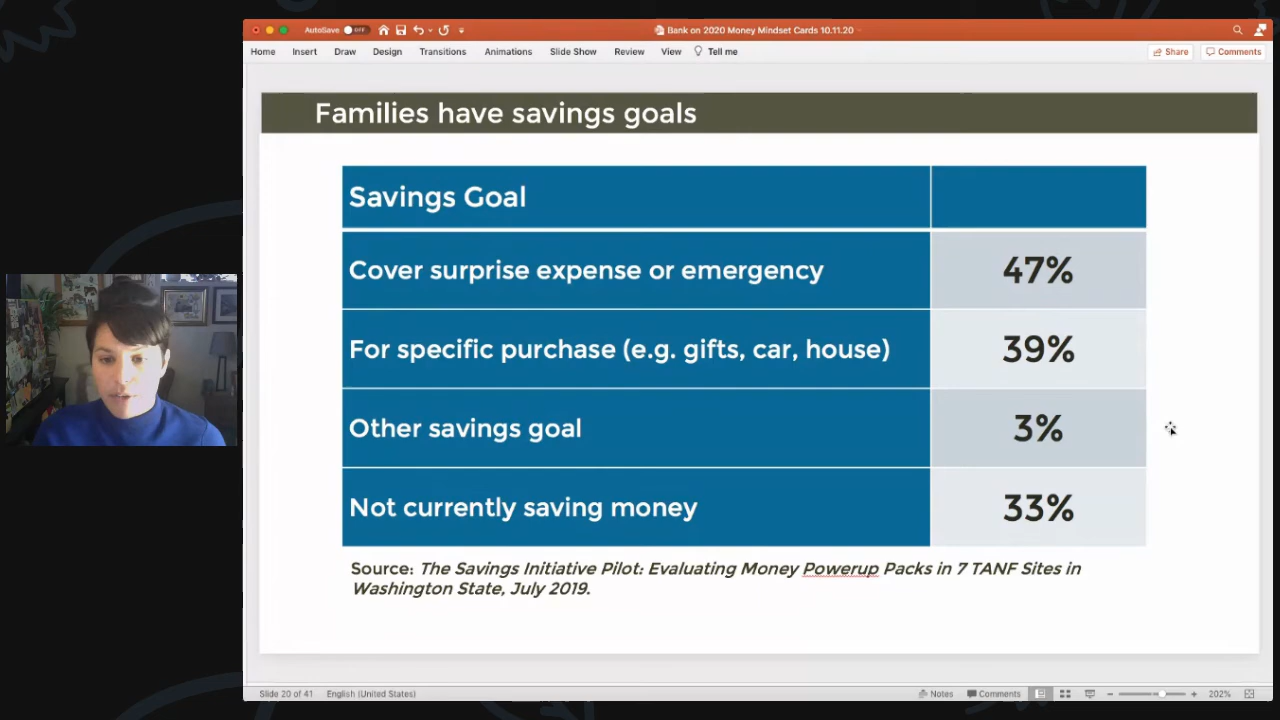 AutoSave OFF
Bank on 2020 Money Mindset Cards 10.11.20
Home Insert Draw Design Transitions Animations Slide Show Review View Tell me Share Comments
Families have savings goals
Savings Goal
Cover surprise expense or emergency 47%
For specific purchase (e.g. gifts, car, house) 39%
Other savings goal 3%
Not currently saving money 33%
Source: The Savings Initiative Pilot: Evaluating Money Powerup Packs in 7 TANF Sites in
Washington State, July 2019.
Slide 20 of 41 English (United States) Notes Comments 202%